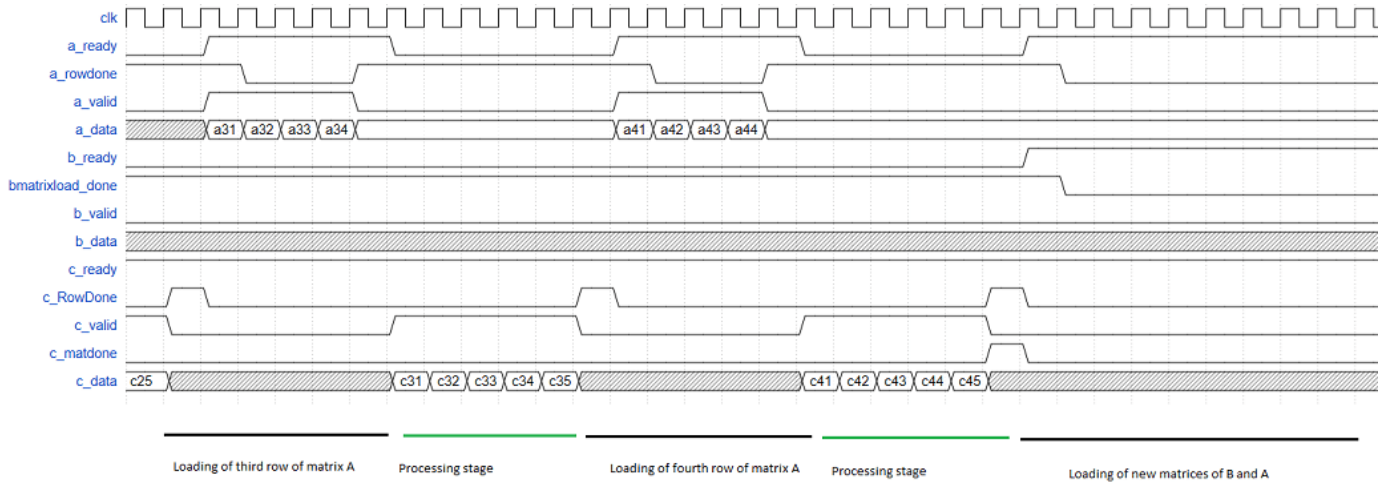 clk
a_ready
a_rowdone
a_valid
a_data a31 a32 a33 a34 a41 a42 a43 a44
b_ready
bmatrixload_done
b_valid
b_data
c_ready
c_RowDone
c_valid
c_matdone
c_data c25 c31 c32 c33 c34 c35 c41 c42 c43 c44 c45
Loading of third row of matrix A Processing stage Loading of fourth row of matrix A Processing stage Loading of new matrices of B and A